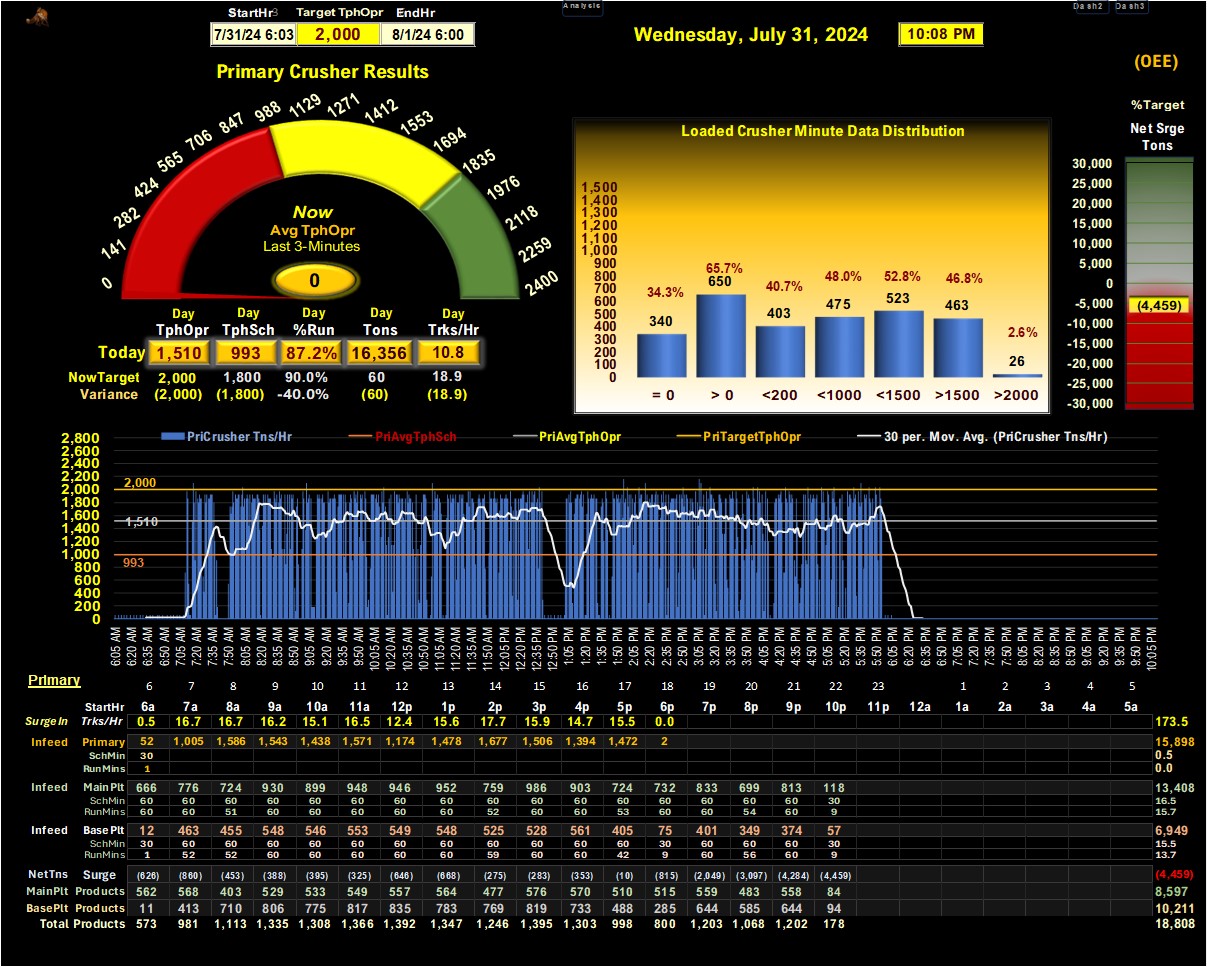 Analysis Dash2 Dash3
StartHr3 Target TphOpr EndHr
7/31/24 6:03 2,000 8/1/24 6:00
Wednesday, July 31, 2024 10:08 PM
(OEE)
Primary Crusher Results
0 141 282 424 565 706 847 988 1129 1271 1412 1553 1694 1835 1976 2118 2259 2400
Now
Avg TphOpr
Last 3-Minutes
0
Day Day Day Day Day
TphOpr TphSch %Run Tons Trks/Hr
Today 1,510 993 87.2% 16,356 10.8
NowTarget 2,000 1,800 90.0% 60 18.9
Variance (2,000) (1,800) -40.0% (60) (18.9)
Loaded Crusher Minute Data Distribution
1,500
1,400
1,300
1,200
1,100
1,000
900
800
700
600
500
400
300
200
100
0
34.3% 65.7% 40.7% 48.0% 52.8% 46.8% 2.6%
340 650 403 475 523 463 26
= 0 > 0 <200 <1000 <1500 >1500 >2000
%Target
Net Srge
Tons
30,000
25,000
20,000
15,000
10,000
5,000
0
-5,000
(4,459)
-10,000
-15,000
-20,000
-25,000
-30,000
PriCrusher Tns/Hr PriAvgTphSch PriAvgTphOpr PriTargetTphOpr 30 per. Mov. Avg. (PriCrusher Tns/Hr)
2,800
2,600
2,400
2,200
2,000
1,800
1,600
1,400
1,200
1,000
800
600
400
200
0
2,000
1,510
993
6:05 AM 6:20 AM 6:35 AM 6:50 AM 7:05 AM 7:20 AM 7:35 AM 7:50 AM 8:05 AM 8:20 AM 8:35 AM 8:50 AM 9:05 AM 9:20 AM 9:35 AM 9:50 AM 10:05 AM 10:20 AM 10:35 AM 10:50 AM 11:05 AM 11:20 AM 11:35 AM 11:50 AM 12:05 PM 12:20 PM 12:35 PM 12:50 PM 1:05 PM 1:20 PM 1:35 PM 1:50 PM 2:05 PM 2:20 PM 2:35 PM 2:50 PM 3:05 PM 3:20 PM 3:35 PM 3:50 PM 4:05 PM 4:20 PM 4:35 PM 4:50 PM 5:05 PM 5:20 PM 5:35 PM 5:50 PM 6:05 PM 6:20 PM 6:35 PM 6:50 PM 7:05 PM 7:20 PM 7:35 PM 7:50 PM 8:05 PM 8:20 PM 8:35 PM 8:50 PM 9:05 PM 9:20 PM 9:35 PM 9:50 PM 10:05 PM
Primary 6 7 8 9 10 11 12 13 14 15 16 17 18 19 20 21 22 23 1 2 3 4 5
StartHr 6a 7a 8a 9a 10a 11a 12p 1p 2p 3p 4p 5p 6p 7p 8p 9p 10p 11p 12a 1a 2a 3a 4a 5a
SurgeIn Trks/Hr 0.5 16.7 16.7 16.2 15.1 16.5 12.4 15.6 17.7 15.9 14.7 15.5 0.0 173.5
Infeed Primary 52 1,005 1,586 1,543 1,438 1,571 1,174 1,478 1,677 1,506 1,394 1,472 2 15,898
SchMin 30 0.5
RunMins 1 0.0
Infeed MainPlt 666 776 724 930 899 948 946 952 759 986 903 724 732 833 699 813 118 13,408
SchMin 60 60 60 60 60 60 60 60 60 60 60 60 60 60 60 60 30 16.5
RunMins 60 60 51 60 60 60 60 60 52 60 60 53 60 60 54 60 9 15.7
Infeed BasePlt 12 463 455 548 546 553 549 548 525 528 561 405 75 401 349 374 57 6,949
SchMin 30 60 60 60 60 60 60 60 60 60 60 60 30 60 60 60 30 15.5
RunMins 1 52 52 60 60 60 60 60 59 60 60 42 9 60 56 60 9 13.7
NetTns Surge (626) (860) (453) (388) (395) (325) (646) (668) (275) (283) (353) (10) (815) (2,049) (3,097) (4,284) (4,459) (4,459)
MainPlt Products 562 568 403 529 533 549 557 564 477 576 570 510 515 559 483 558 84 8,597
BasePlt Products 11 413 710 806 775 817 835 783 769 819 733 488 285 644 585 644 94 10,211
Total Products 573 981 1,113 1,335 1,308 1,366 1,392 1,347 1,246 1,395 1,303 998 800 1,203 1,068 1,202 178 18,808